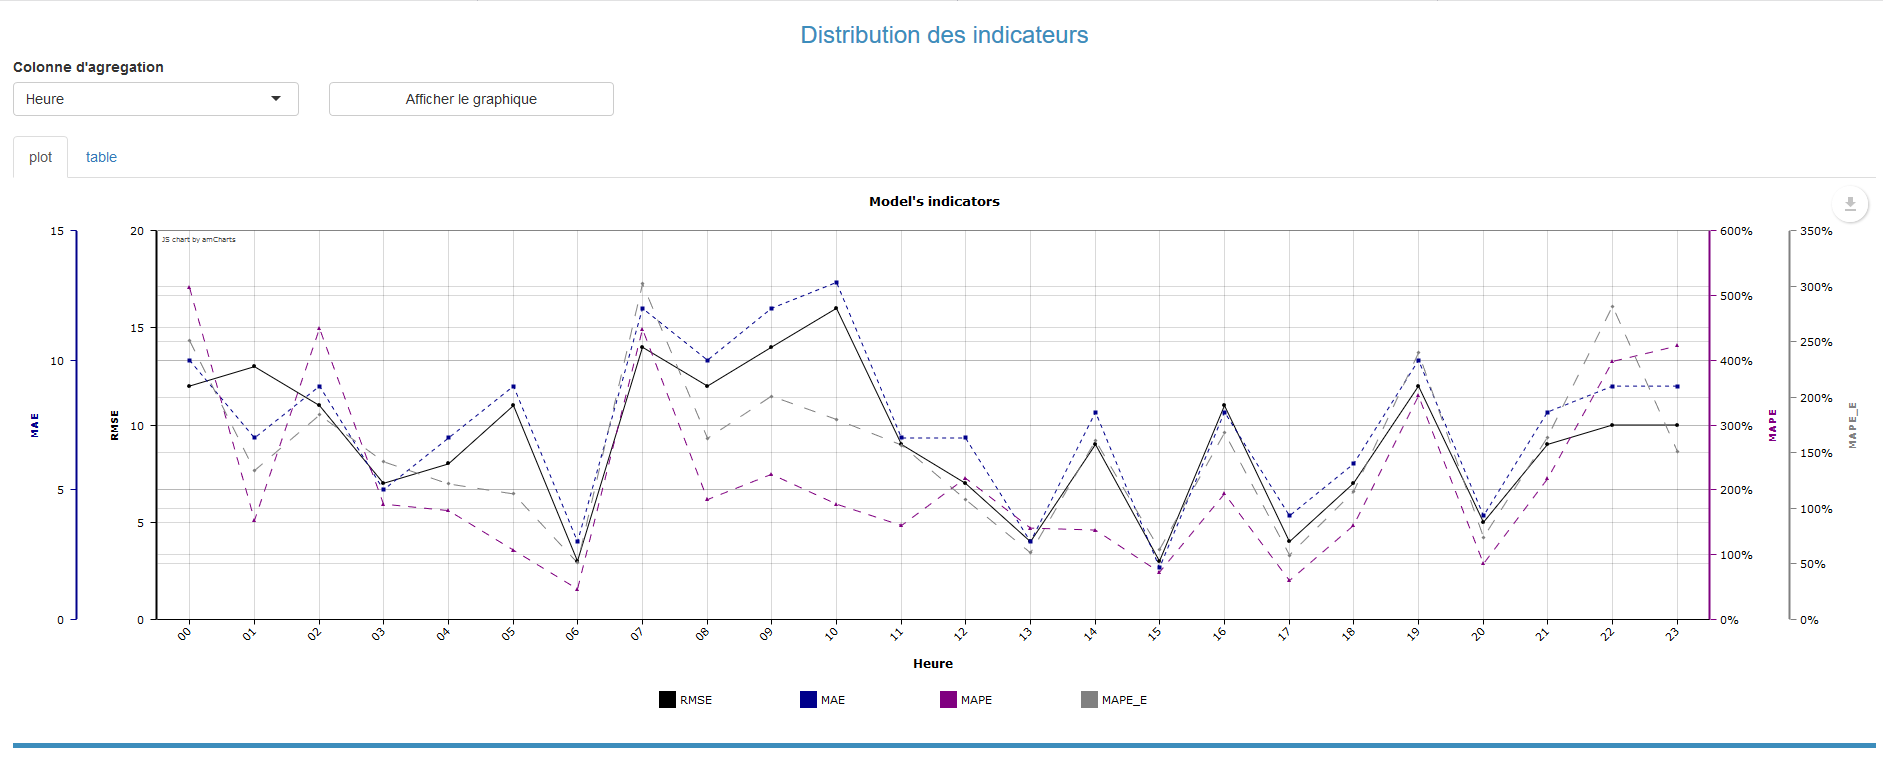 Distribution des indicateurs
Colonne d'agregation
Heure
Afficher le graphique
plot
table
Model's indicators
JS chart by amCharts
MAE
15
10
5
0
RMSE
20
15
10
5
0
600%
500%
400%
300%
200%
100%
0%
MAPE
350%
300%
250%
200%
150%
100%
50%
0%
MAPE_E
00 01 02 03 04 05 06 07 08 09 10 11 12 13 14 15 16 17 18 19 20 21 22 23
Heure
RMSE MAE MAPE MAPE_E